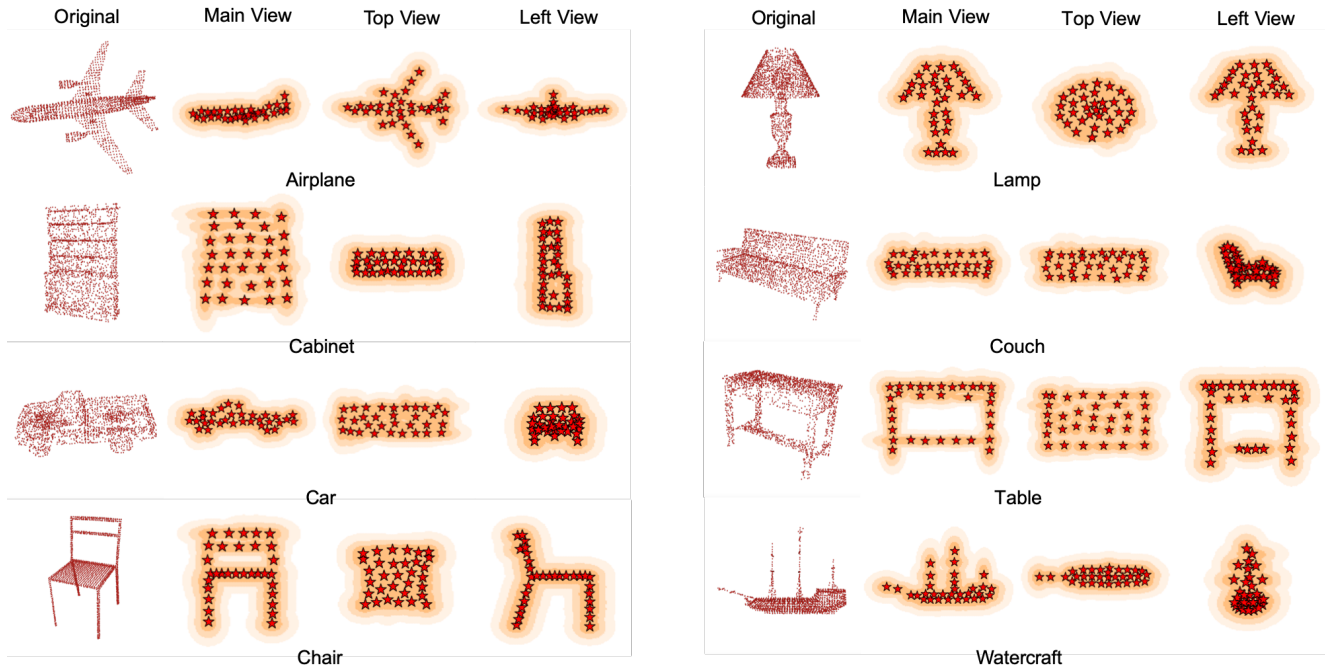 Original Main View Top View Left View
Original Main View Top View Left View
Airplane
Lamp
Cabinet
Couch
Car
Table
Chair
Watercraft